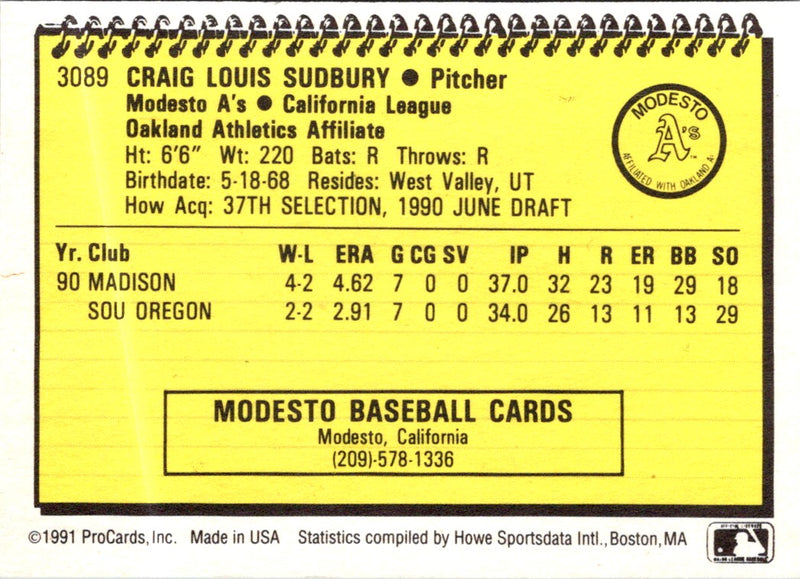 3089 CRAIG LOUIS SUDBURY ● Pitcher
Modesto A's ● California League
Oakland Athletics Affiliate
Ht: 6'6" Wt: 220 Bats: R Throws: R
Birthdate: 5-18-68 Resides: West Valley, UT
How Acq: 37TH SELECTION, 1990 JUNE DRAFT
MODESTO
A's
AFFILIATED WITH OAKLAND A's
Yr. Club W-L ERA G CG SV IP H R ER BB SO
90 MADISON 4-2 4.62 7 0 0 37.0 32 23 19 29 18
SOU OREGON 2-2 2.91 7 0 0 34.0 26 13 11 13 29
MODESTO BASEBALL CARDS
Modesto, California
(209)-578-1336
©1991 ProCards, Inc. Made in USA Statistics compiled by Howe Sportsdata Intl., Boston, MA